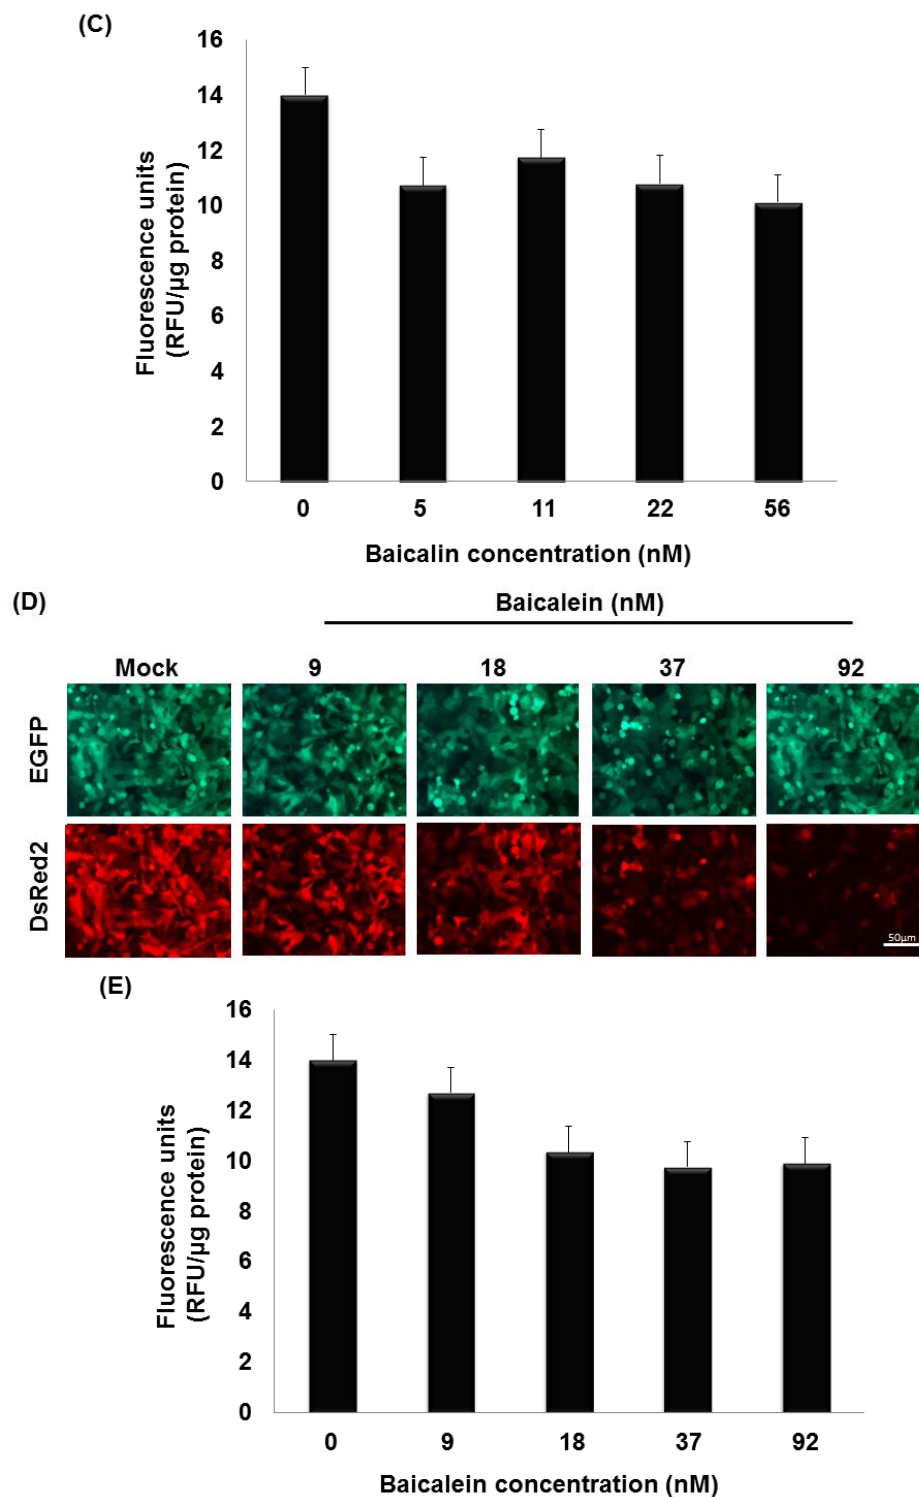 (C)
16
14
12
10
8
6
4
2
0
Fluorescence units
(RFU/µg protein)
0 5 11 22 56
Baicalin concentration (nM)
(D)
Baicalein (nM)
Mock 9 18 37 92
EGFP
DsRed2
50µm
(E)
16
14
12
10
8
6
4
2
0
Fluorescence units
(RFU/µg protein)
0 9 18 37 92
Baicalein concentration (nM)